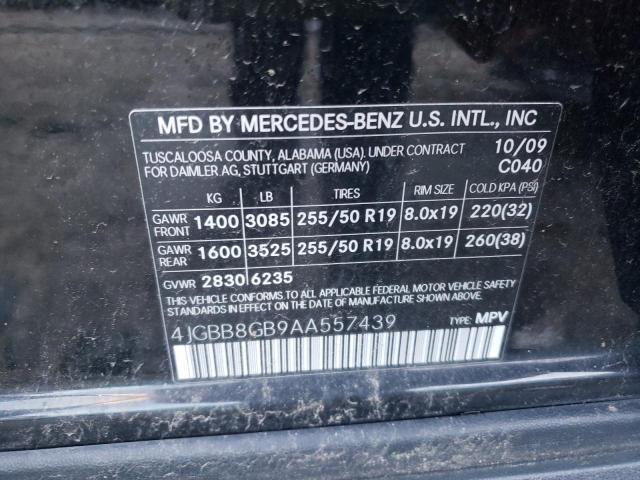 MFD BY MERCEDES-BENZ U.S. INTL., INC
TUSCALOOSA COUNTY, ALABAMA (USA). UNDER CONTRACT 10/09
FOR DAIMLER AG, STUTTGART (GERMANY) C040
KG LB TIRES RIM SIZE COLD KPA (PSI)
GAWR FRONT 1400 3085 255/50 R19 8.0x19 220(32)
GAWR REAR 1600 3525 255/50 R19 8.0x19 260(38)
GVWR 2830 6235
THIS VEHICLE CONFORMS TO ALL APPLICABLE FEDERAL MOTOR VEHICLE SAFETY
STANDARDS IN EFFECT ON THE DATE OF MANUFACTURE SHOWN ABOVE.
4JGBB8GB9AA557439 TYPE: MPV